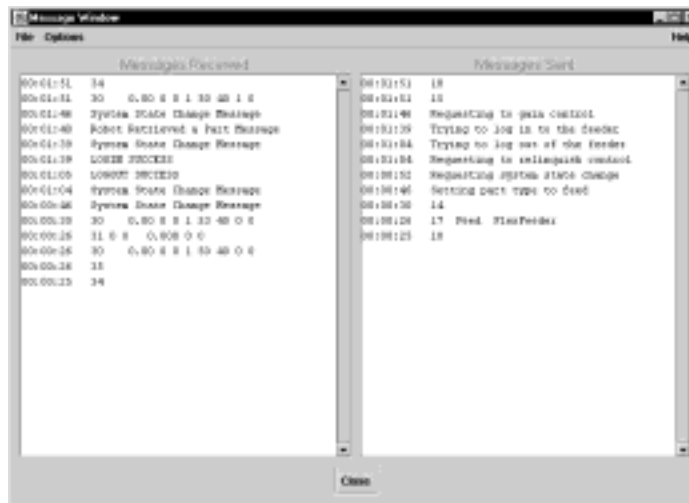 Message Window
File Options Help
Messages Received
00:01:51 34
00:01:51 30 0.00 0 0 1 30 40 1 0
00:01:46 System State Change Message
00:01:40 Robot Retrieved a Part Message
00:01:39 System State Change Message
00:01:39 LOGIN SUCCESS
00:01:05 LOGOUT SUCCESS
00:01:04 System State Change Message
00:00:46 System State Change Message
00:00:30 30 0.00 0 0 1 30 40 0 0
00:00:26 31 0 0 0.000 0 0
00:00:26 30 0.00 0 0 1 30 40 0 0
00:00:26 35
00:00:25 34
Messages Sent
00:01:51 18
00:01:51 15
00:01:46 Requesting to gain control
00:01:39 Trying to log in to the feeder
00:01:04 Trying to log out of the feeder
00:01:04 Requesting to relinquish control
00:00:52 Requesting system state change
00:00:46 Setting part type to feed
00:00:30 14
00:00:26 17 Feed FlexFeeder
00:00:25 18
Close